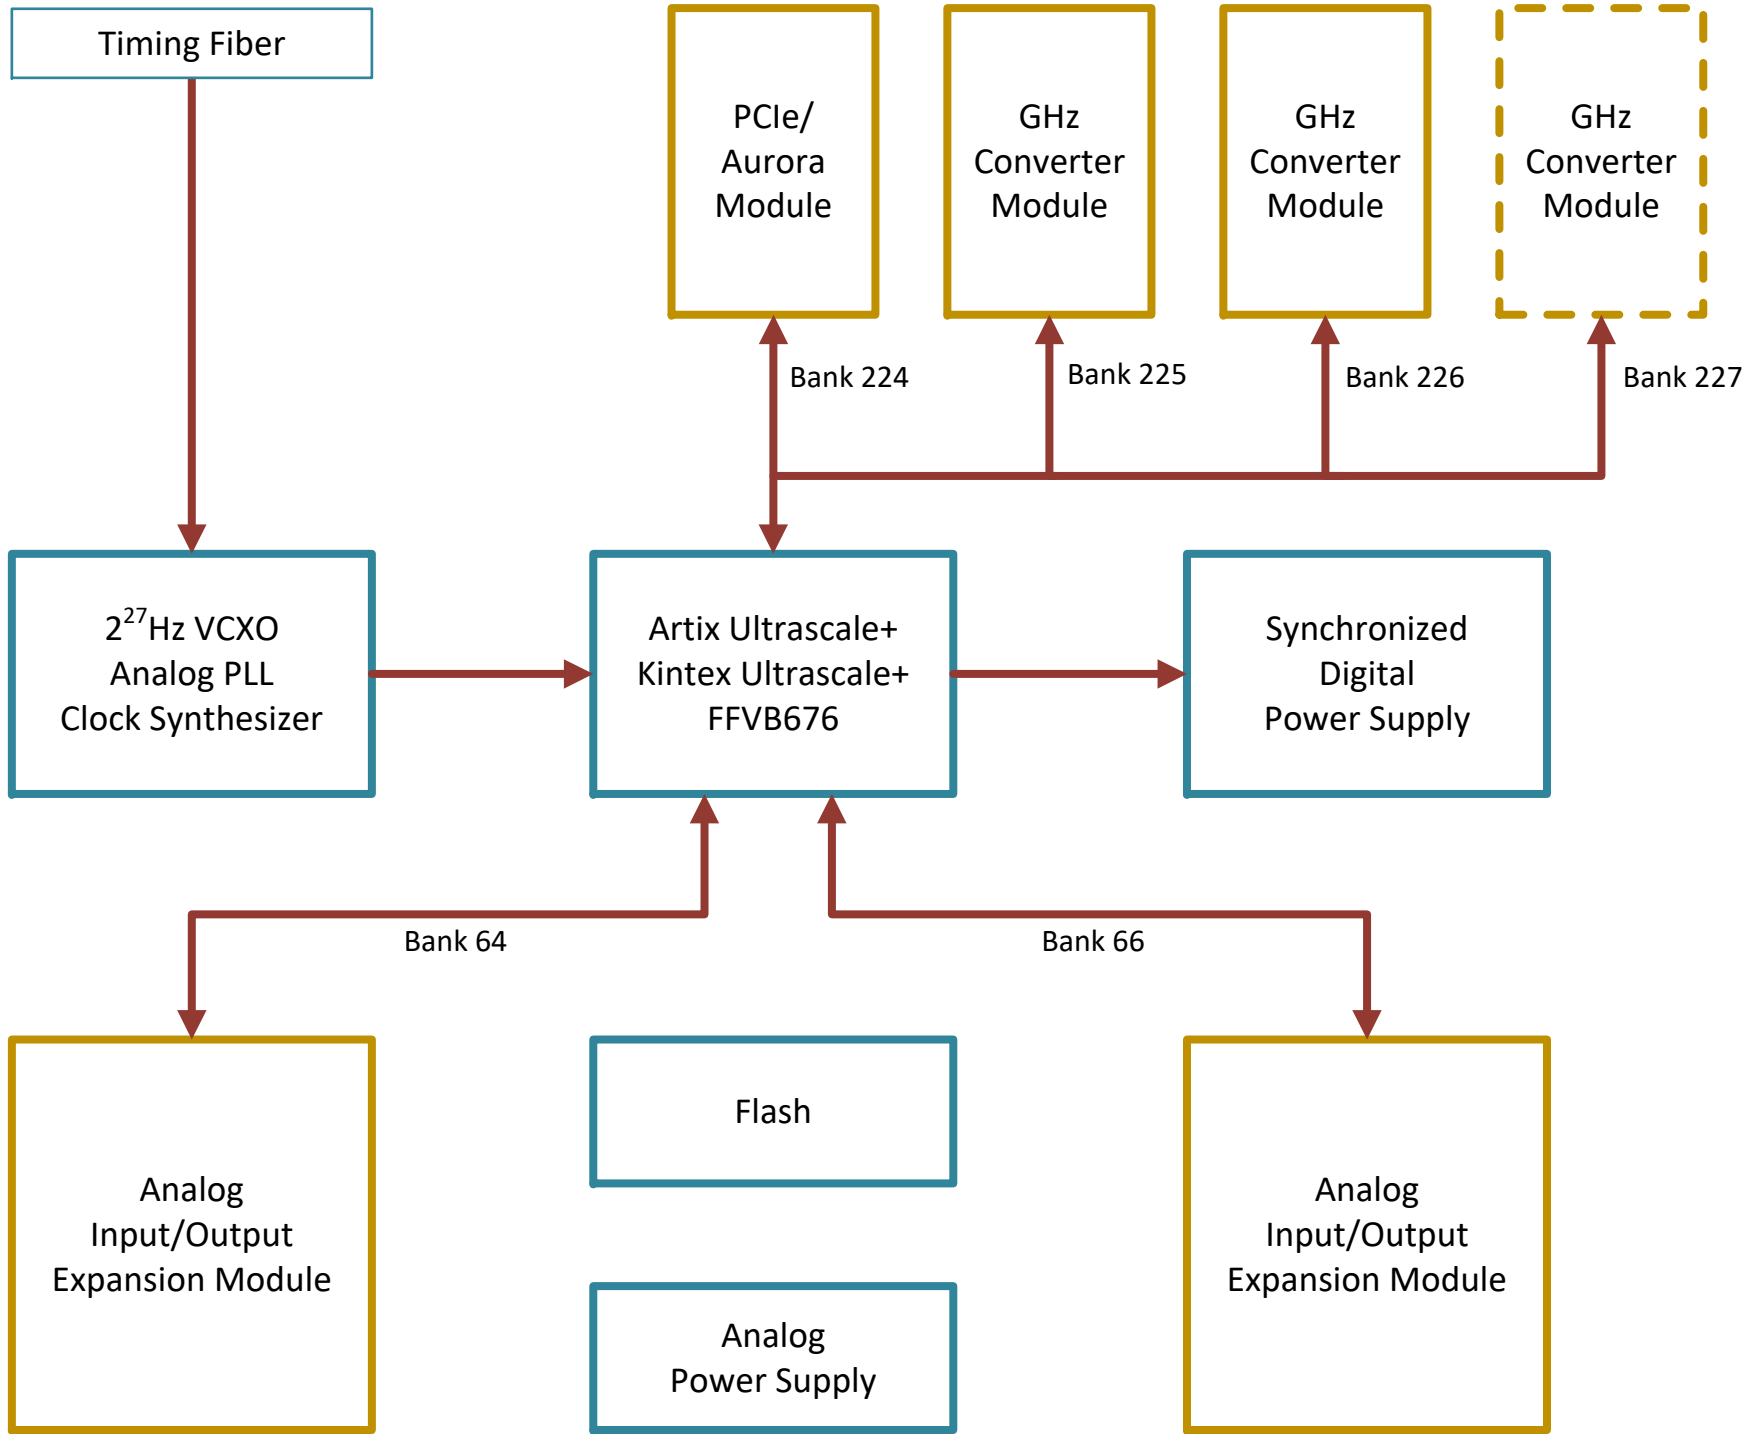 Timing Fiber
PCIe/
Aurora
Module
GHz
Converter
Module
GHz
Converter
Module
GHz
Converter
Module
Bank 224
Bank 225
Bank 226
Bank 227
2²⁷Hz VCXO
Analog PLL
Clock Synthesizer
Artix Ultrascale+
Kintex Ultrascale+
FFVB676
Synchronized
Digital
Power Supply
Bank 64
Bank 66
Analog
Input/Output
Expansion Module
Flash
Analog
Power Supply
Analog
Input/Output
Expansion Module